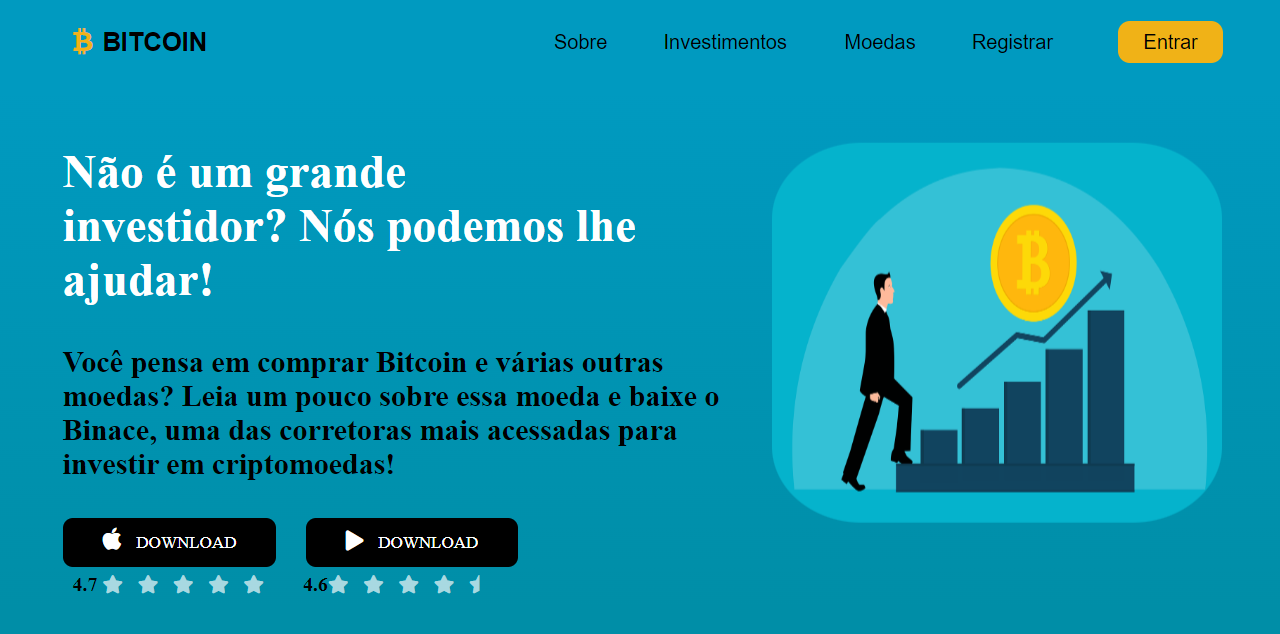 BITCOIN
Sobre Investimentos Moedas Registrar Entrar
Não é um grande
investidor? Nós podemos lhe
ajudar!
Você pensa em comprar Bitcoin e várias outras
moedas? Leia um pouco sobre essa moeda e baixe o
Binace, uma das corretoras mais acessadas para
investir em criptomoedas!
DOWNLOAD DOWNLOAD
4.7 4.6